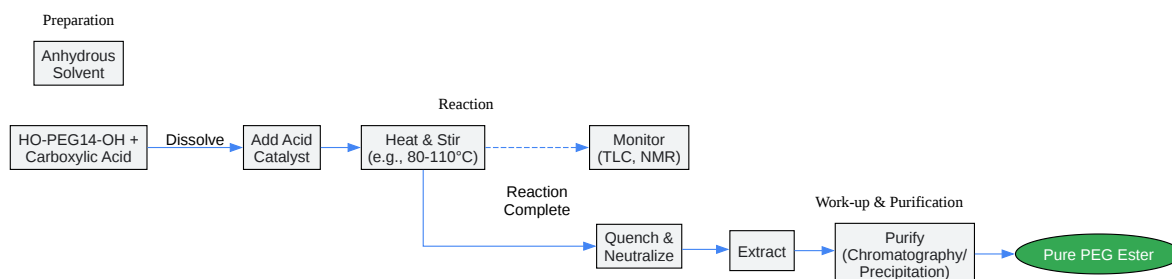 Preparation
Anhydrous
Solvent
Reaction
HO-PEG14-OH +
Carboxylic Acid
Dissolve
Add Acid
Catalyst
Heat & Stir
(e.g., 80-110°C)
Monitor
(TLC, NMR)
Reaction
Complete
Work-up & Purification
Quench &
Neutralize
Extract
Purify
(Chromatography/
Precipitation)
Pure PEG Ester